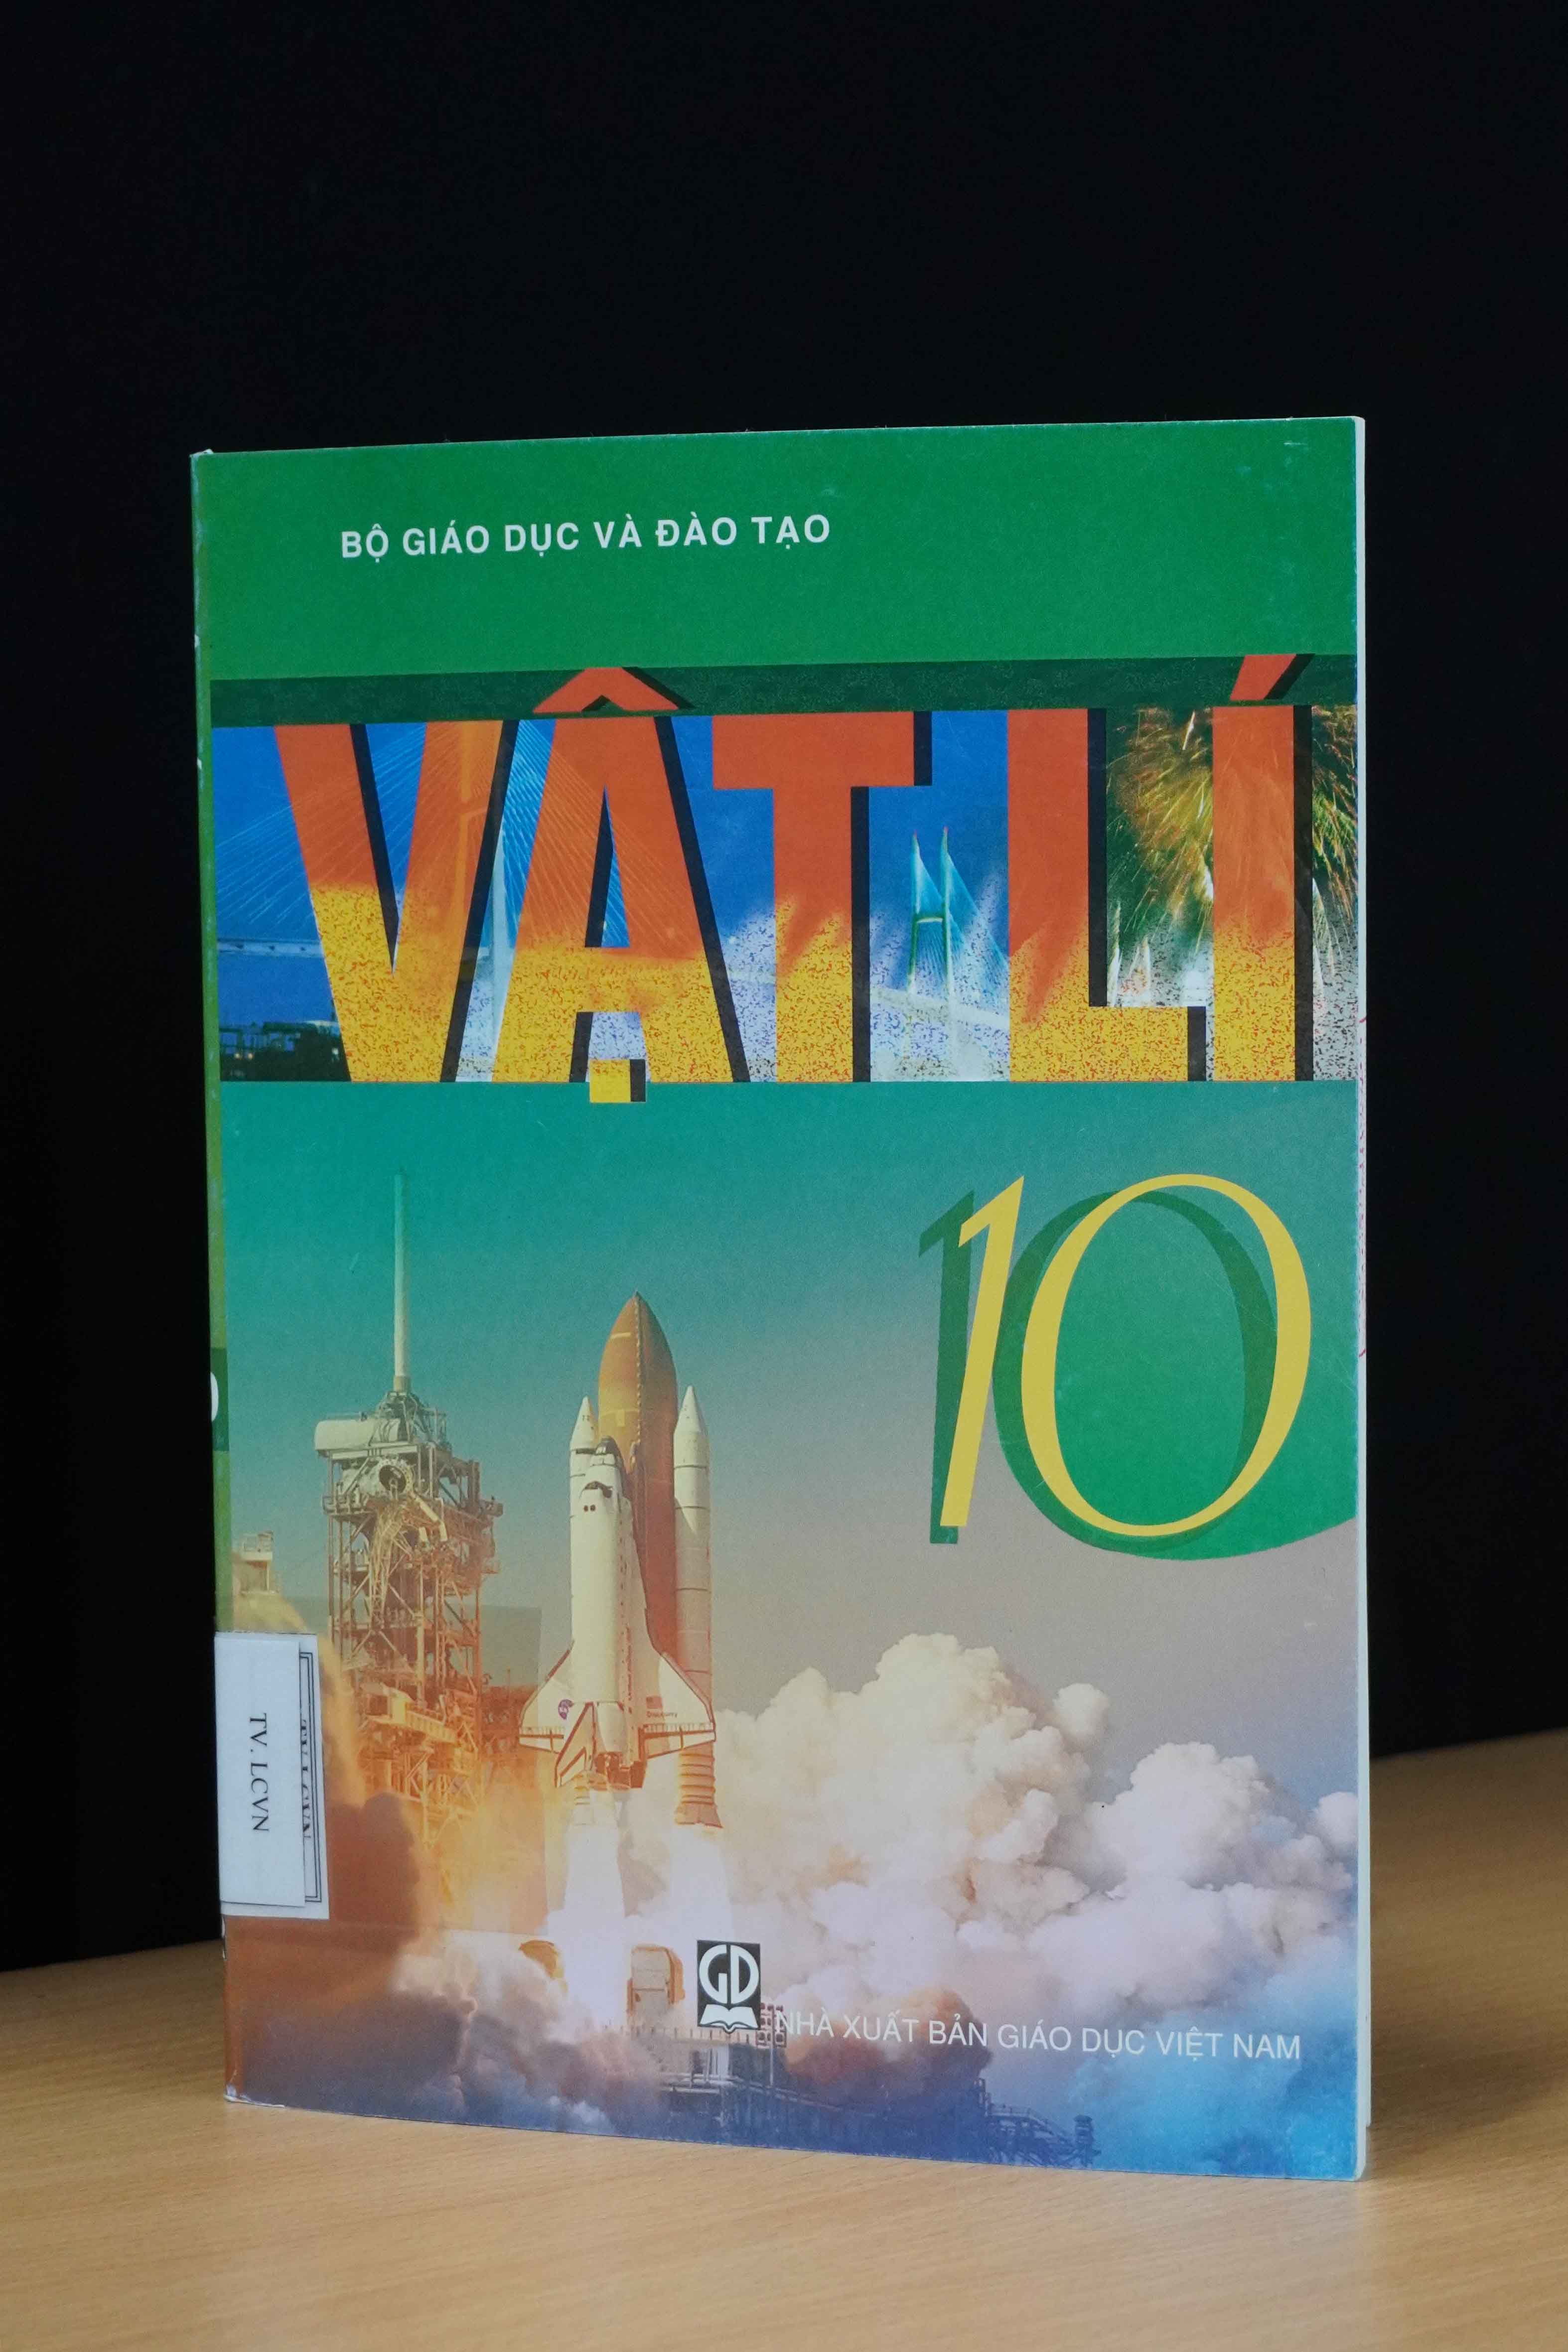 BỘ GIÁO DỤC VÀ ĐÀO TẠO
VẬT LÍ
10
Discovery
TV. LCVN
GD
NHÀ XUẤT BẢN GIÁO DỤC VIỆT NAM